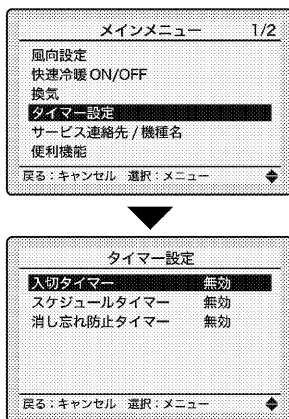 メインメニュー 1/2
風向設定
快速冷暖 ON/OFF
換気
タイマー設定
サービス連絡先 / 機種名
便利機能
戻る：キャンセル 選択：メニュー
タイマー設定
入切タイマー 無効
スケジュールタイマー 無効
消し忘れ防止タイマー 無効
戻る：キャンセル 選択：メニュー